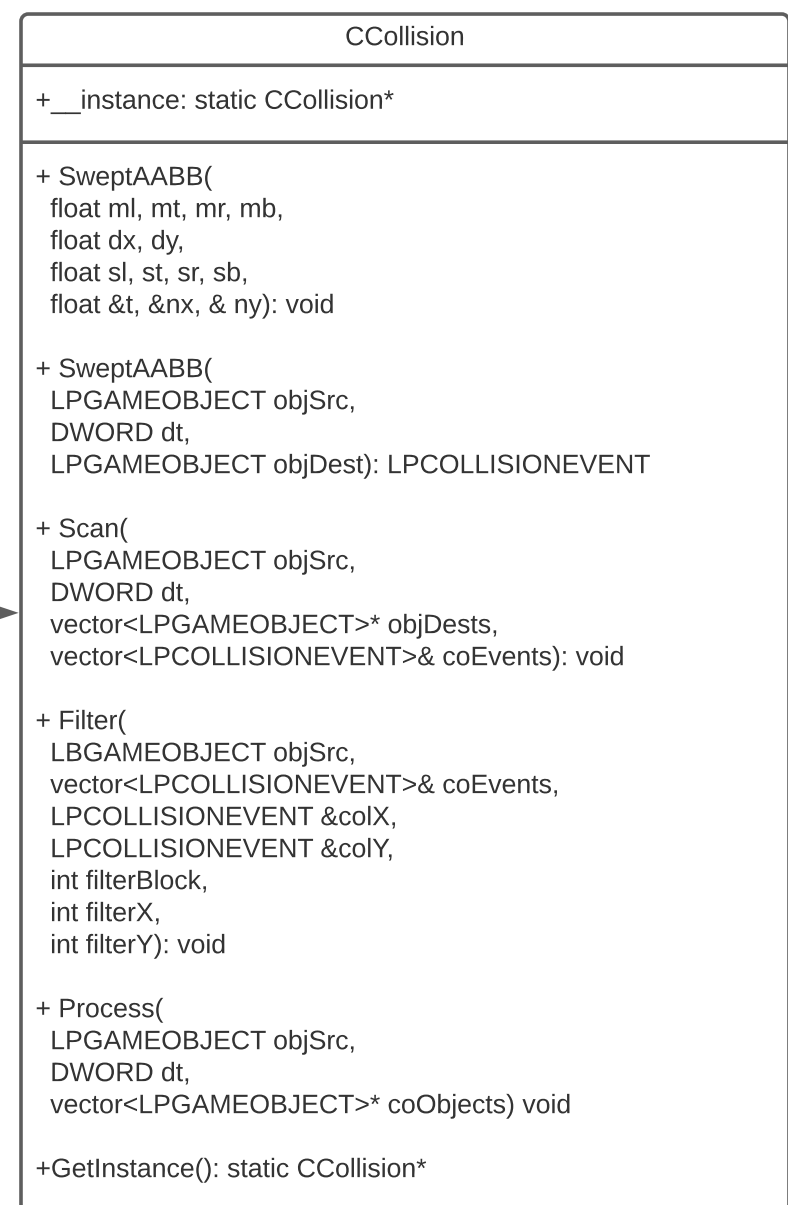 CCollision
+__instance: static CCollision*
+ SweptAABB(
float ml, mt, mr, mb,
float dx, dy,
float sl, st, sr, sb,
float &t, &nx, & ny): void
+ SweptAABB(
LPGAMEOBJECT objSrc,
DWORD dt,
LPGAMEOBJECT objDest): LPCOLLISIONEVENT
+ Scan(
LPGAMEOBJECT objSrc,
DWORD dt,
vector<LPGAMEOBJECT>* objDests,
vector<LPCOLLISIONEVENT>& coEvents): void
+ Filter(
LBGAMEOBJECT objSrc,
vector<LPCOLLISIONEVENT>& coEvents,
LPCOLLISIONEVENT &colX,
LPCOLLISIONEVENT &colY,
int filterBlock,
int filterX,
int filterY): void
+ Process(
LPGAMEOBJECT objSrc,
DWORD dt,
vector<LPGAMEOBJECT>* coObjects) void
+GetInstance(): static CCollision*